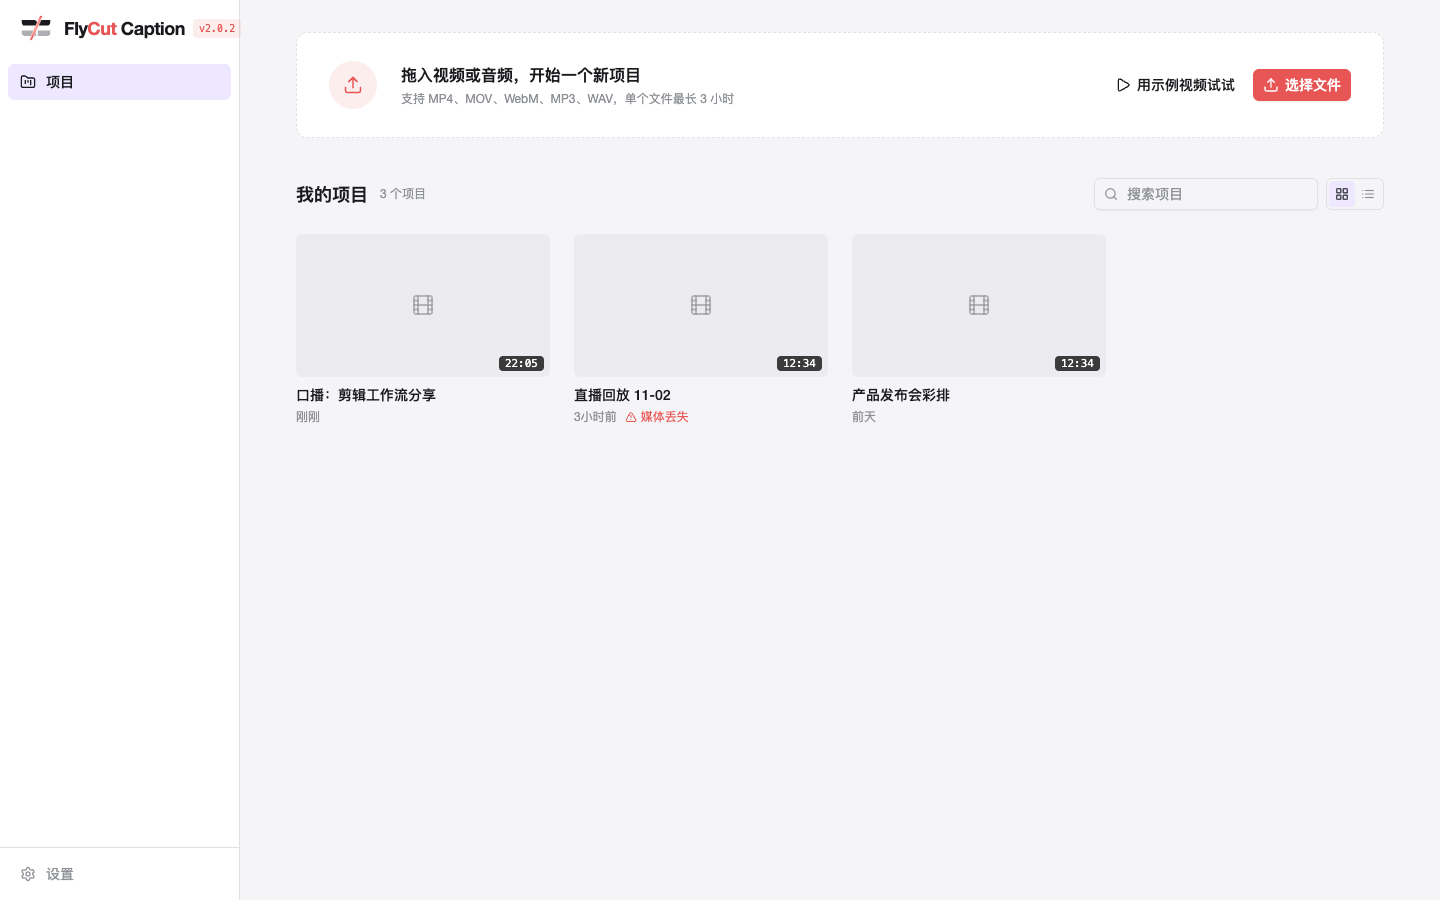 FlyCut Caption v2.0.2
项目
拖入视频或音频，开始一个新项目
支持 MP4、MOV、WebM、MP3、WAV，单个文件最长 3 小时
用示例视频试试
选择文件
我的项目 3 个项目
搜索项目
22:05
12:34
12:34
口播：剪辑工作流分享
刚刚
直播回放 11-02
3小时前 媒体丢失
产品发布会彩排
前天
设置